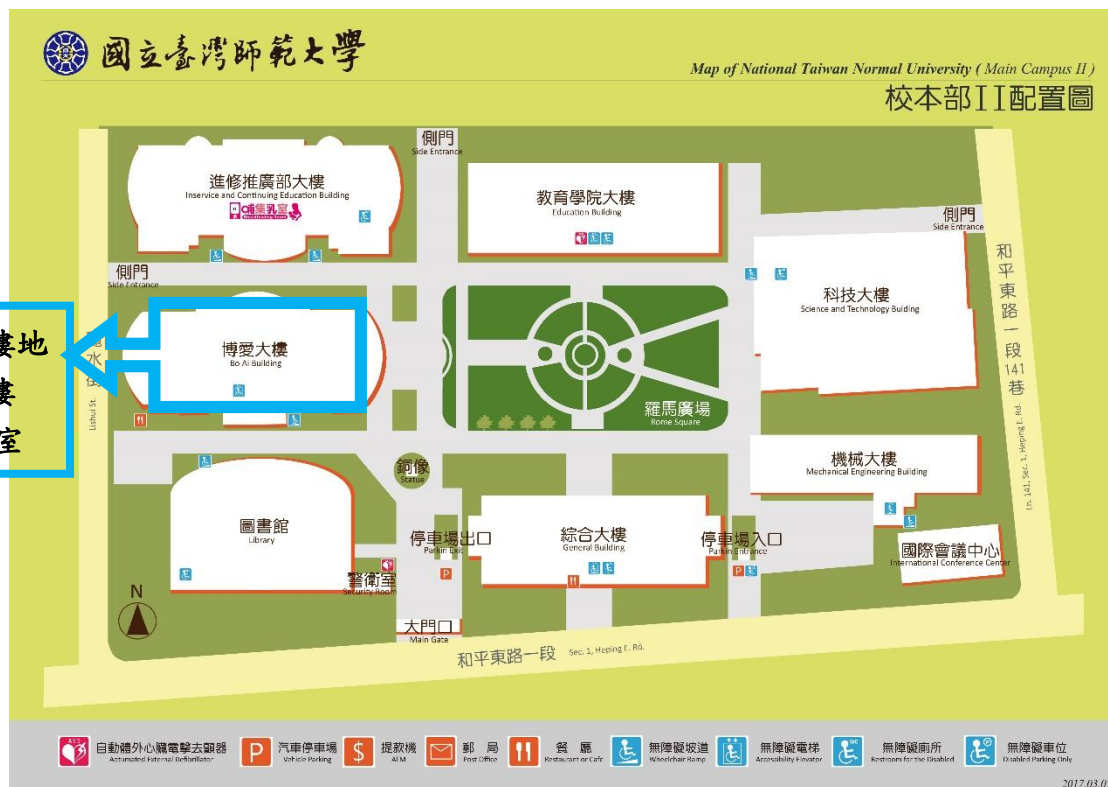 國立臺灣師範大學
Map of National Taiwan Normal University ( Main Campus II )
校本部II配置圖
側門
Side Entrance
進修推廣部大樓
Inservice and Continuing Education Building
哺集乳室
教育學院大樓
Education Building
側門
Side Entrance
側門
Side Entrance
和平東路一段141巷
Ln. 141, Sec. 1, Heping E. Rd.
科技大樓
Science and Technology Buidling
樓地
樓
室
水街
Lishui St.
博愛大樓
Bo Ai Building
羅馬廣場
Rome Square
銅像
Statue
機械大樓
Mechanical Engineering Building
圖書館
Library
停車場出口
Parkin Exit
綜合大樓
General Building
停車場入口
Parkin Entrance
國際會議中心
International Conference Center
警衛室
Security Room
N
P
P
大門口
Main Gate
和平東路一段 Sec. 1, Heping E. Rd.
自動體外心臟電擊去顫器
Automated External Defibrillator
P 汽車停車場
Vehicle Parking
$ 提款機
ATM
郵局
Post Office
餐廳
Restaurant or Cafe
無障礙坡道
Wheelchair Ramp
無障礙電梯
Accessibility Elevator
無障礙廁所
Restroom for the Disabled
無障礙車位
Disabled Parking Only